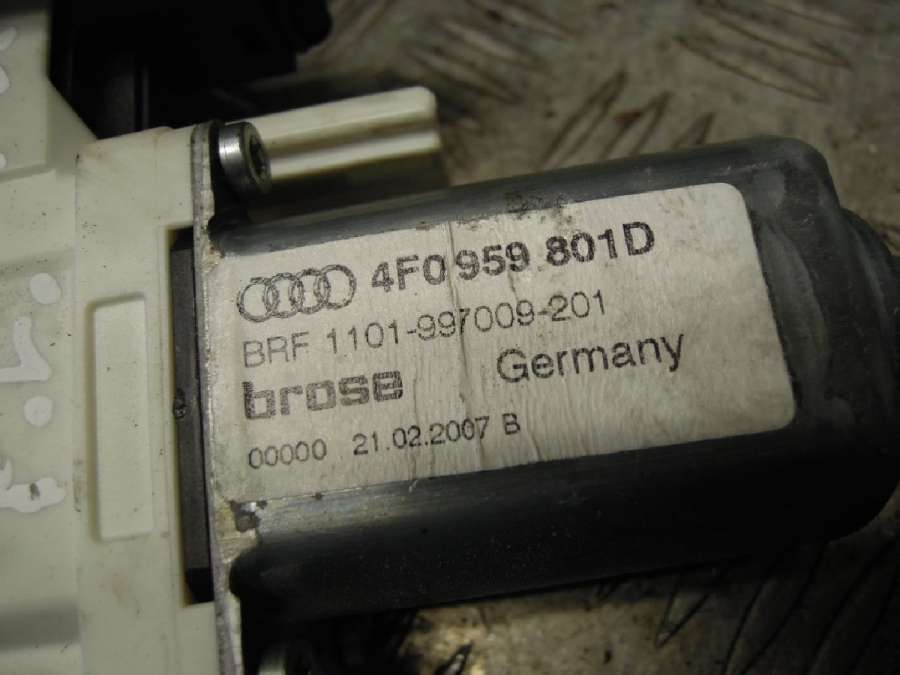 4F0 959 801D
BRF 1101-997009-201
brose Germany
00000 21.02.2007 B